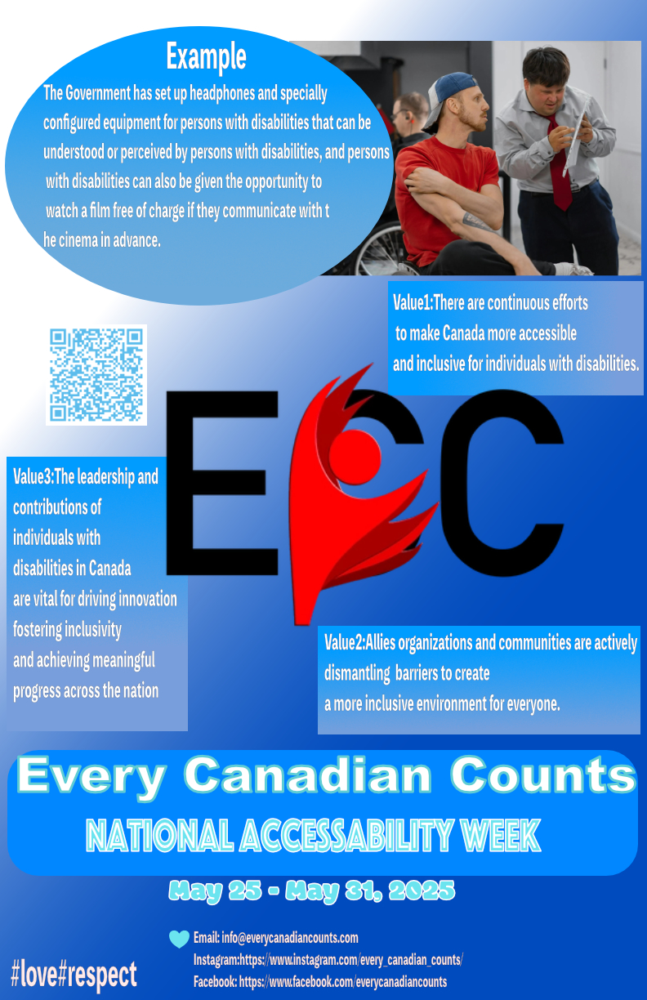 Example
The Government has set up headphones and specially
configured equipment for persons with disabilities that can be
understood or perceived by persons with disabilities, and persons
with disabilities can also be given the opportunity to
watch a film free of charge if they communicate with t
he cinema in advance.
Value1:There are continuous efforts
to make Canada more accessible
and inclusive for individuals with disabilities.
ECC
Value3:The leadership and
contributions of
individuals with
disabilities in Canada
are vital for driving innovation
fostering inclusivity
and achieving meaningful
progress across the nation
Value2:Allies organizations and communities are actively
dismantling barriers to create
a more inclusive environment for everyone.
Every Canadian Counts
NATIONAL ACCESSABILITY WEEK
May 25 - May 31, 2025
Email: info@everycanadiancounts.com
Instagram:https://www.instagram.com/every_canadian_counts/
Facebook: https://www.facebook.com/everycanadiancounts
#love#respect